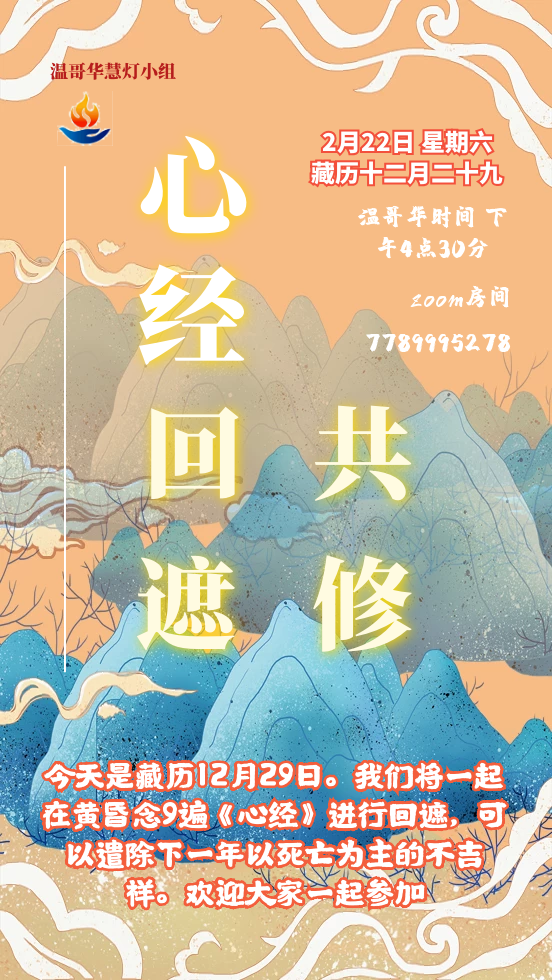 温哥华慧灯小组
2月22日 星期六
藏历十二月二十九
温哥华时间 下
午4点30分
zoom房间
7789995278
心经回遮
共修
今天是藏历12月29日。我们将一起
在黄昏念9遍《心经》进行回遮，可
以遣除下一年以死亡为主的不吉
祥。欢迎大家一起参加